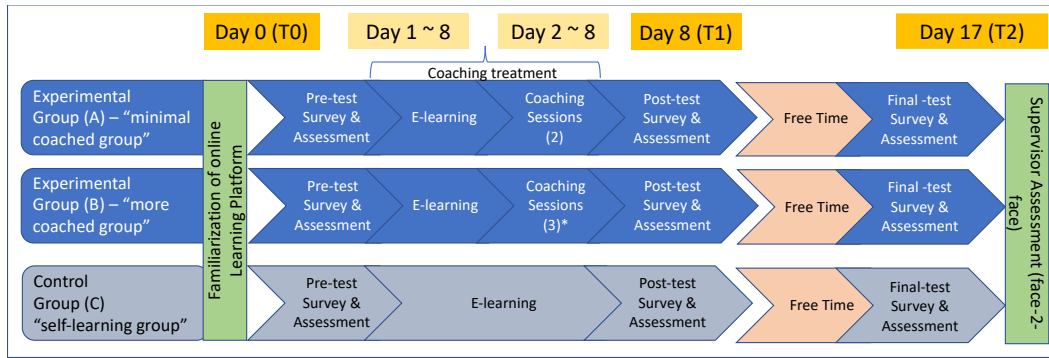 Day 0 (T0)
Day 1 ~ 8
Day 2 ~ 8
Day 8 (T1)
Day 17 (T2)
Coaching treatment
Experimental
Group (A) – “minimal
coached group”
Familiarization of online
Learning Platform
Pre-test
Survey &
Assessment
E-learning
Coaching
Sessions
(2)
Post-test
Survey &
Assessment
Free Time
Final -test
Survey &
Assessment
Supervisor Assessment (face-2-
face)
Experimental
Group (B) – “more
coached group”
Pre-test
Survey &
Assessment
E-learning
Coaching
Sessions
(3)*
Post-test
Survey &
Assessment
Free Time
Final -test
Survey &
Assessment
Control
Group (C)
“self-learning group”
Pre-test
Survey &
Assessment
E-learning
Post-test
Survey &
Assessment
Free Time
Final-test
Survey &
Assessment